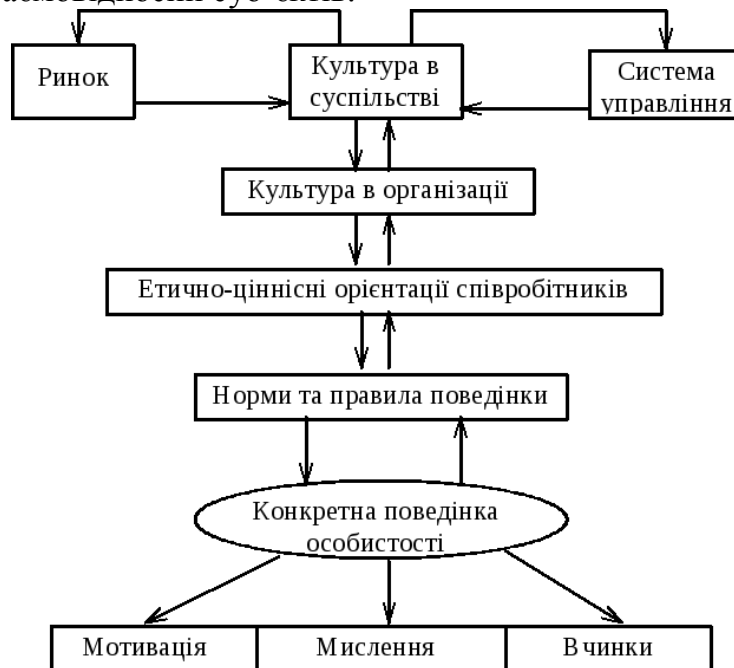 Ринок
Культура в
суспільстві
Система
управління
Культура в організації
Етично-ціннісні орієнтації співробітників
Норми та правила поведінки
Конкретна поведінка
особистості
Мотивація
Мислення
Вчинки